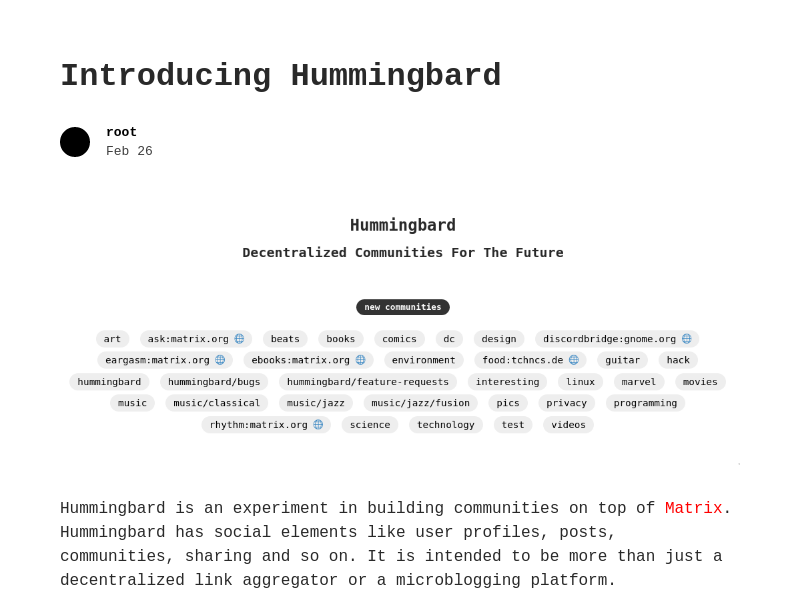 Introducing Hummingbard
root
Feb 26
Hummingbard
Decentralized Communities For The Future
new communities
art ask:matrix.org beats books comics dc design discordbridge:gnome.org
eargasm:matrix.org ebooks:matrix.org environment food:tchncs.de guitar hack
hummingbard hummingbard/bugs hummingbard/feature-requests interesting linux marvel movies
music music/classical music/jazz music/jazz/fusion pics privacy programming
rhythm:matrix.org science technology test videos
Hummingbard is an experiment in building communities on top of Matrix.
Hummingbard has social elements like user profiles, posts,
communities, sharing and so on. It is intended to be more than just a
decentralized link aggregator or a microblogging platform.